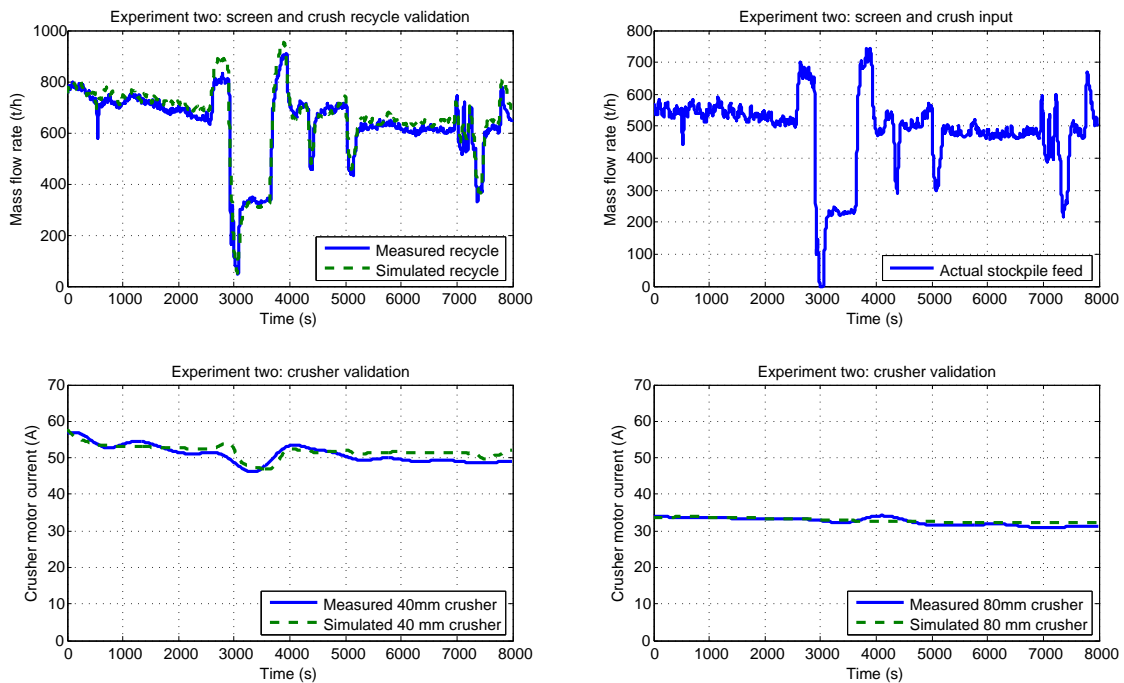 Experiment two: screen and crush recycle validation
1000
800
600
400
200
0
Mass flow rate (t/h)
Measured recycle
Simulated recycle
0 1000 2000 3000 4000 5000 6000 7000 8000
Time (s)
Experiment two: screen and crush input
800
700
600
500
400
300
200
100
0
Mass flow rate (t/h)
Actual stockpile feed
0 1000 2000 3000 4000 5000 6000 7000 8000
Time (s)
Experiment two: crusher validation
70
60
50
40
30
20
10
0
Crusher motor current (A)
Measured 40mm crusher
Simulated 40 mm crusher
0 1000 2000 3000 4000 5000 6000 7000 8000
Time (s)
Experiment two: crusher validation
70
60
50
40
30
20
10
0
Crusher motor current (A)
Measured 80mm crusher
Simulated 80 mm crusher
0 1000 2000 3000 4000 5000 6000 7000 8000
Time (s)